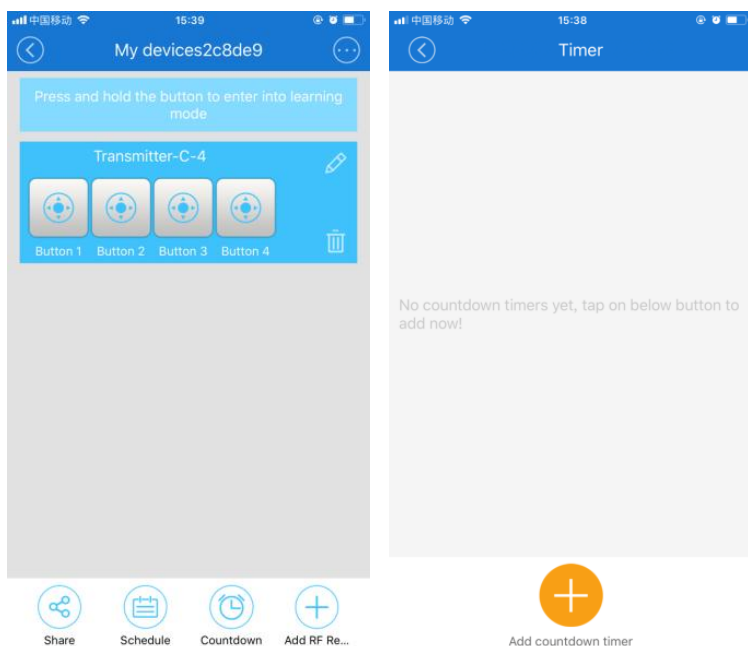 中国移动
15:39
My devices2c8de9
Press and hold the button to enter into learning
mode
Transmitter-C-4
Button 1
Button 2
Button 3
Button 4
Share
Schedule
Countdown
Add RF Re...
中国移动
15:38
Timer
No countdown timers yet, tap on below button to
add now!
Add countdown timer